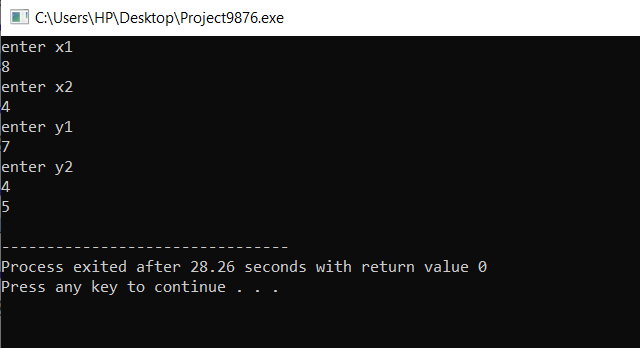 C:\Users\HP\Desktop\Project9876.exe
enter x1
8
enter x2
4
enter y1
7
enter y2
4
5
--------------------------------
Process exited after 28.26 seconds with return value 0
Press any key to continue . . .